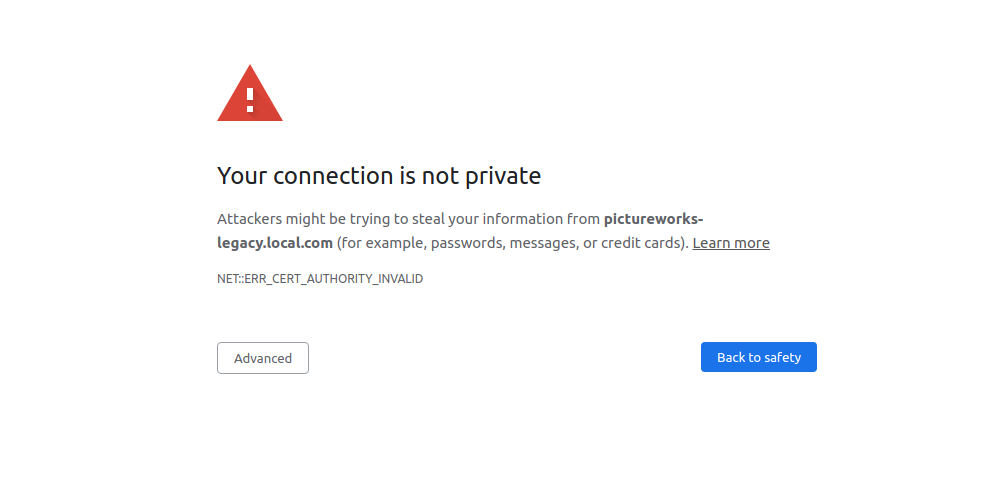 !
Your connection is not private
Attackers might be trying to steal your information from pictureworks-
legacy.local.com (for example, passwords, messages, or credit cards). Learn more
NET::ERR_CERT_AUTHORITY_INVALID
Advanced
Back to safety